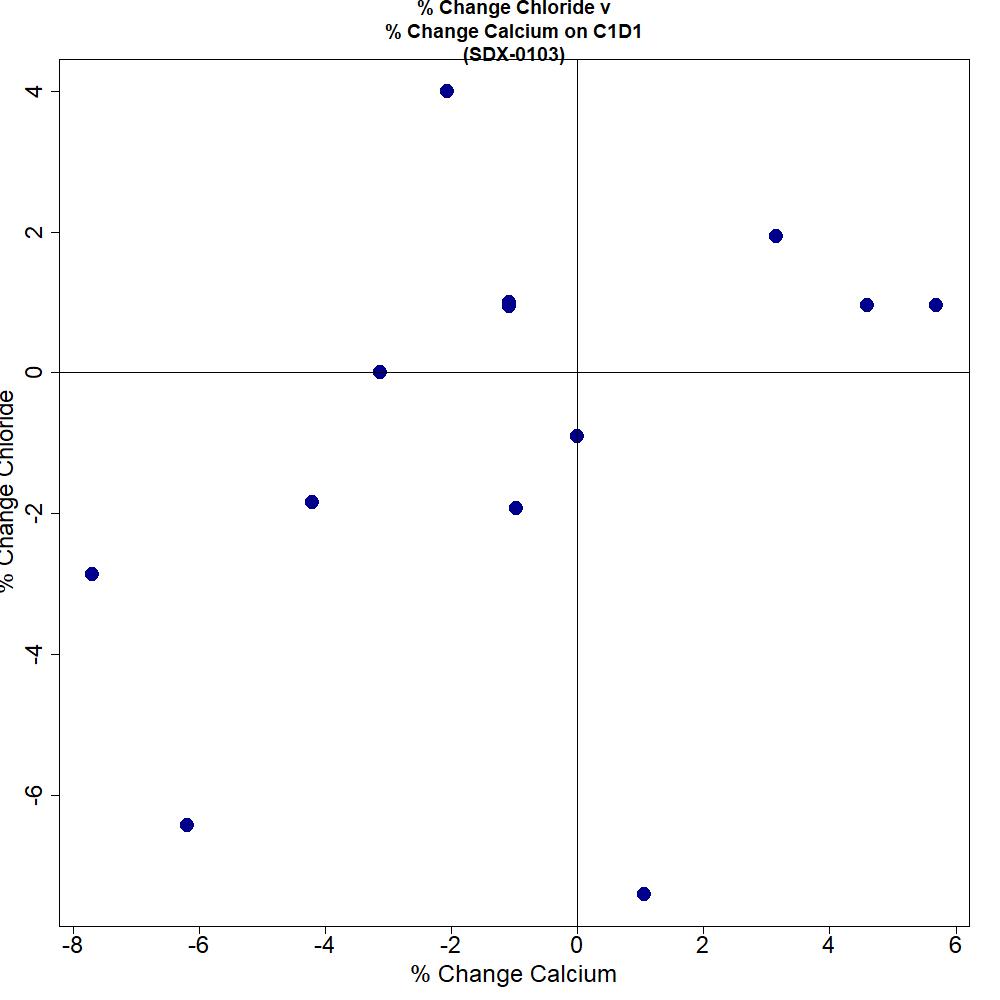 % Change Chloride v
% Change Calcium on C1D1
(SDX-0103)
4
2
0
-2
-4
-6
% Change Chloride
-8 -6 -4 -2 0 2 4 6
% Change Calcium